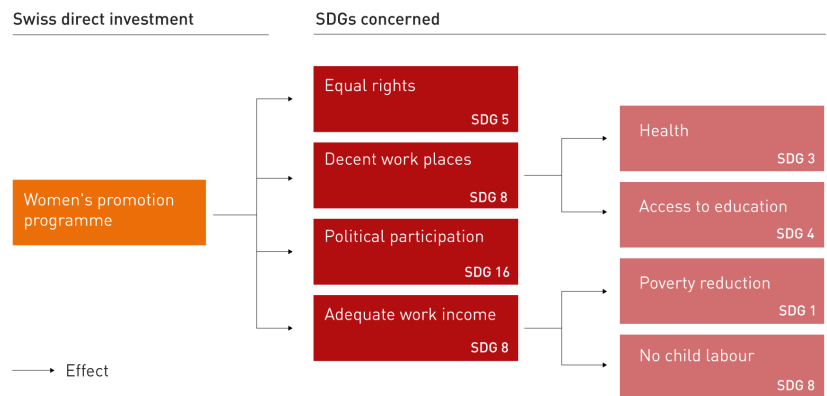 Swiss direct investment
SDGs concerned
Women's promotion
programme
Equal rights
SDG 5
Decent work places
SDG 8
Political participation
SDG 16
Adequate work income
SDG 8
Health
SDG 3
Access to education
SDG 4
Poverty reduction
SDG 1
No child labour
SDG 8
Effect